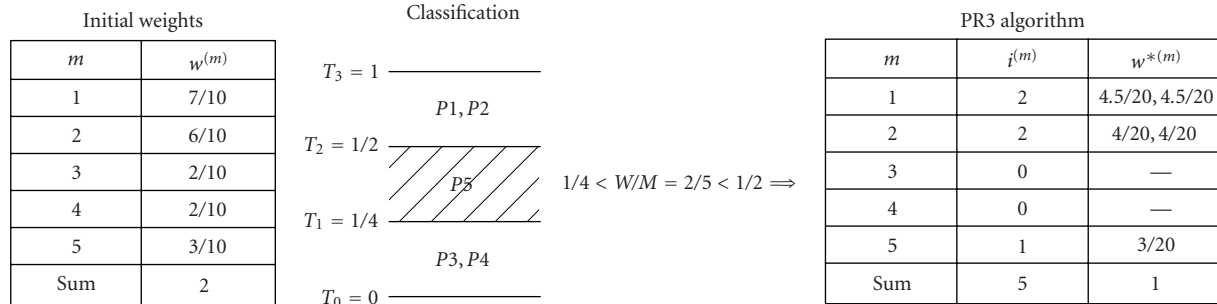 Initial weights
m w^(m)
1 7/10
2 6/10
3 2/10
4 2/10
5 3/10
Sum 2
Classification
T_3 = 1
P1, P2
T_2 = 1/2
P5
T_1 = 1/4
P3, P4
T_0 = 0
1/4 < W/M = 2/5 < 1/2 ⟹
PR3 algorithm
m i^(m) w*^(m)
1 2 4.5/20, 4.5/20
2 2 4/20, 4/20
3 0 —
4 0 —
5 1 3/20
Sum 5 1